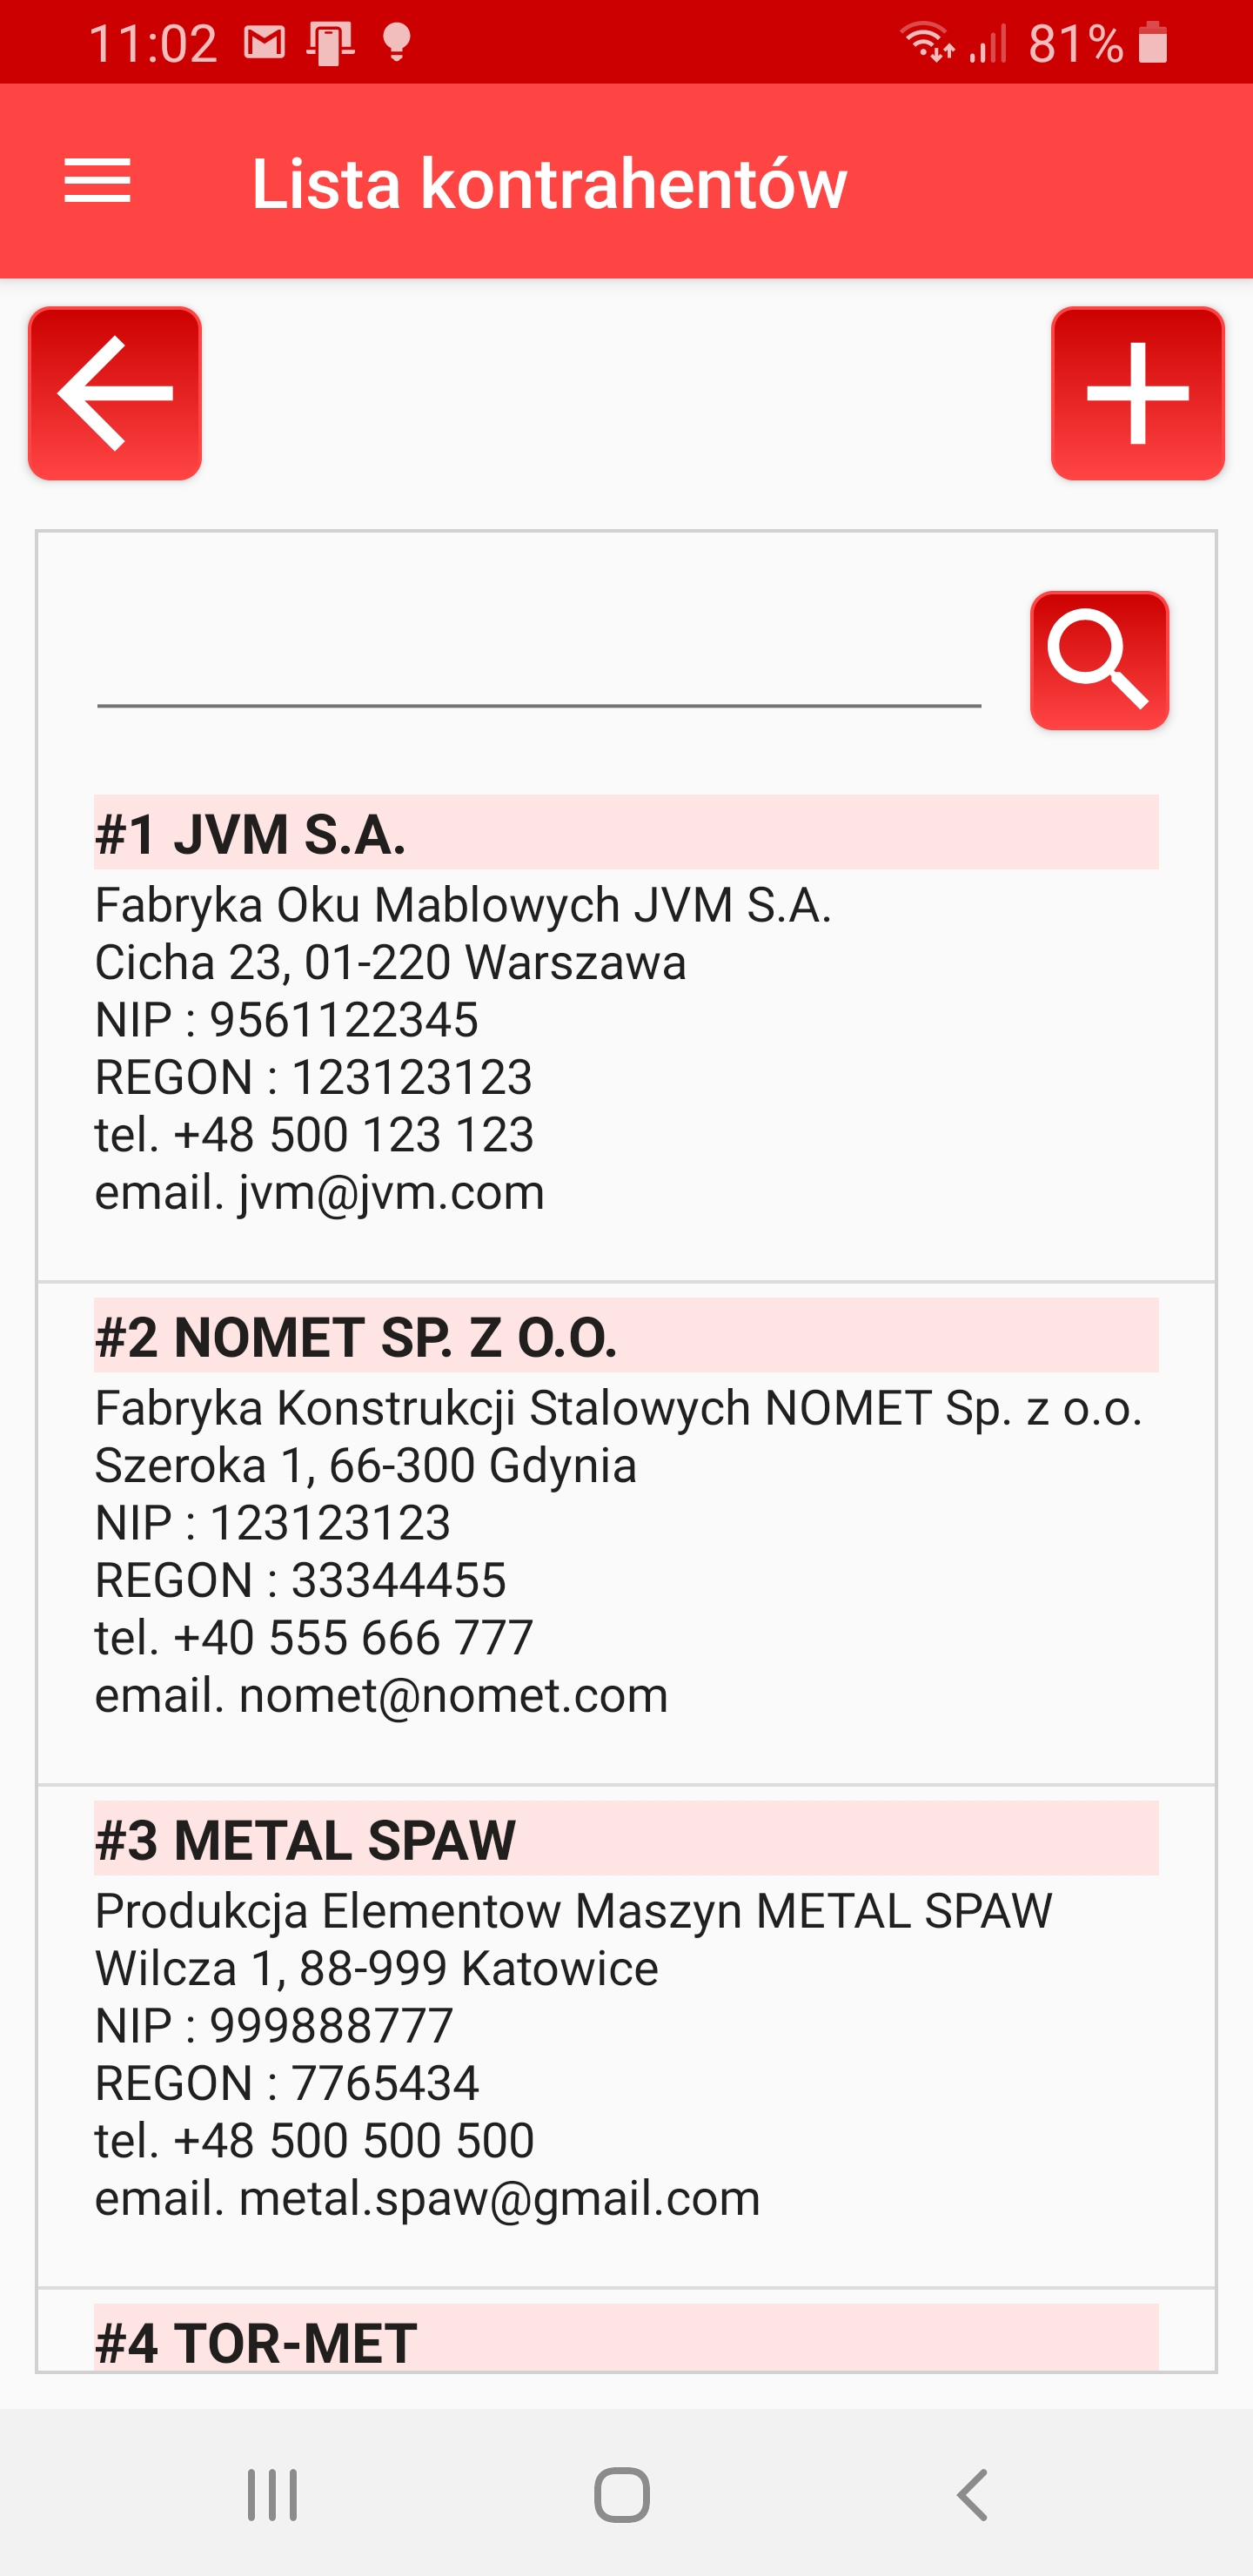 11:02 81%
Lista kontrahentów
#1 JVM S.A.
Fabryka Oku Mablowych JVM S.A.
Cicha 23, 01-220 Warszawa
NIP : 9561122345
REGON : 123123123
tel. +48 500 123 123
email. jvm@jvm.com
#2 NOMET SP. Z O.O.
Fabryka Konstrukcji Stalowych NOMET Sp. z o.o.
Szeroka 1, 66-300 Gdynia
NIP : 123123123
REGON : 33344455
tel. +40 555 666 777
email. nomet@nomet.com
#3 METAL SPAW
Produkcja Elementow Maszyn METAL SPAW
Wilcza 1, 88-999 Katowice
NIP : 999888777
REGON : 7765434
tel. +48 500 500 500
email. metal.spaw@gmail.com
#4 TOR-MET